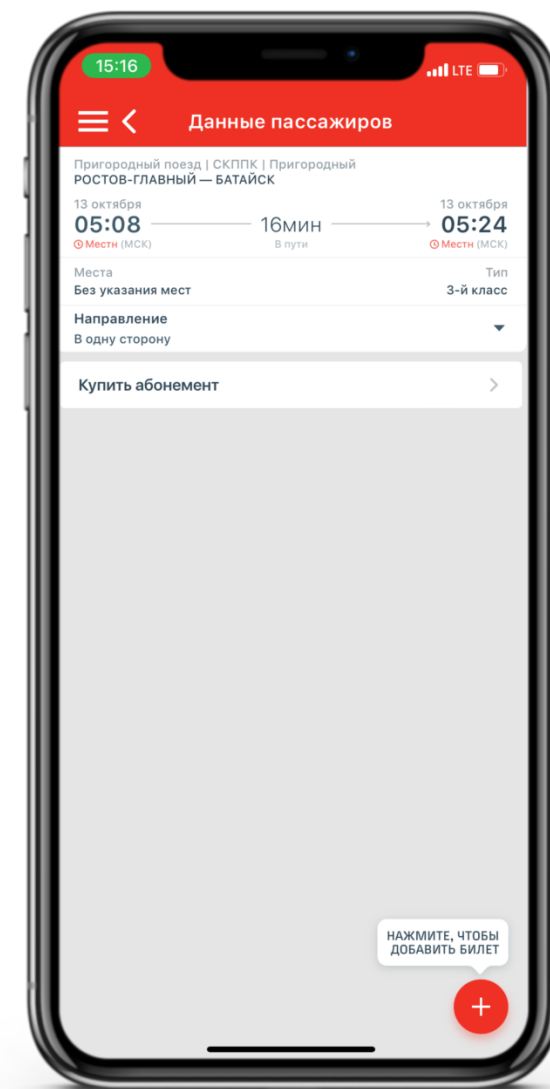 15:16
LTE
Данные пассажиров
Пригородный поезд | СКППК | Пригородный
РОСТОВ-ГЛАВНЫЙ — БАТАЙСК
13 октября 13 октября
05:08 16мин 05:24
Местн (МСК) В пути Местн (МСК)
Места Тип
Без указания мест 3-й класс
Направление
В одну сторону
Купить абонемент
НАЖМИТЕ, ЧТОБЫ
ДОБАВИТЬ БИЛЕТ